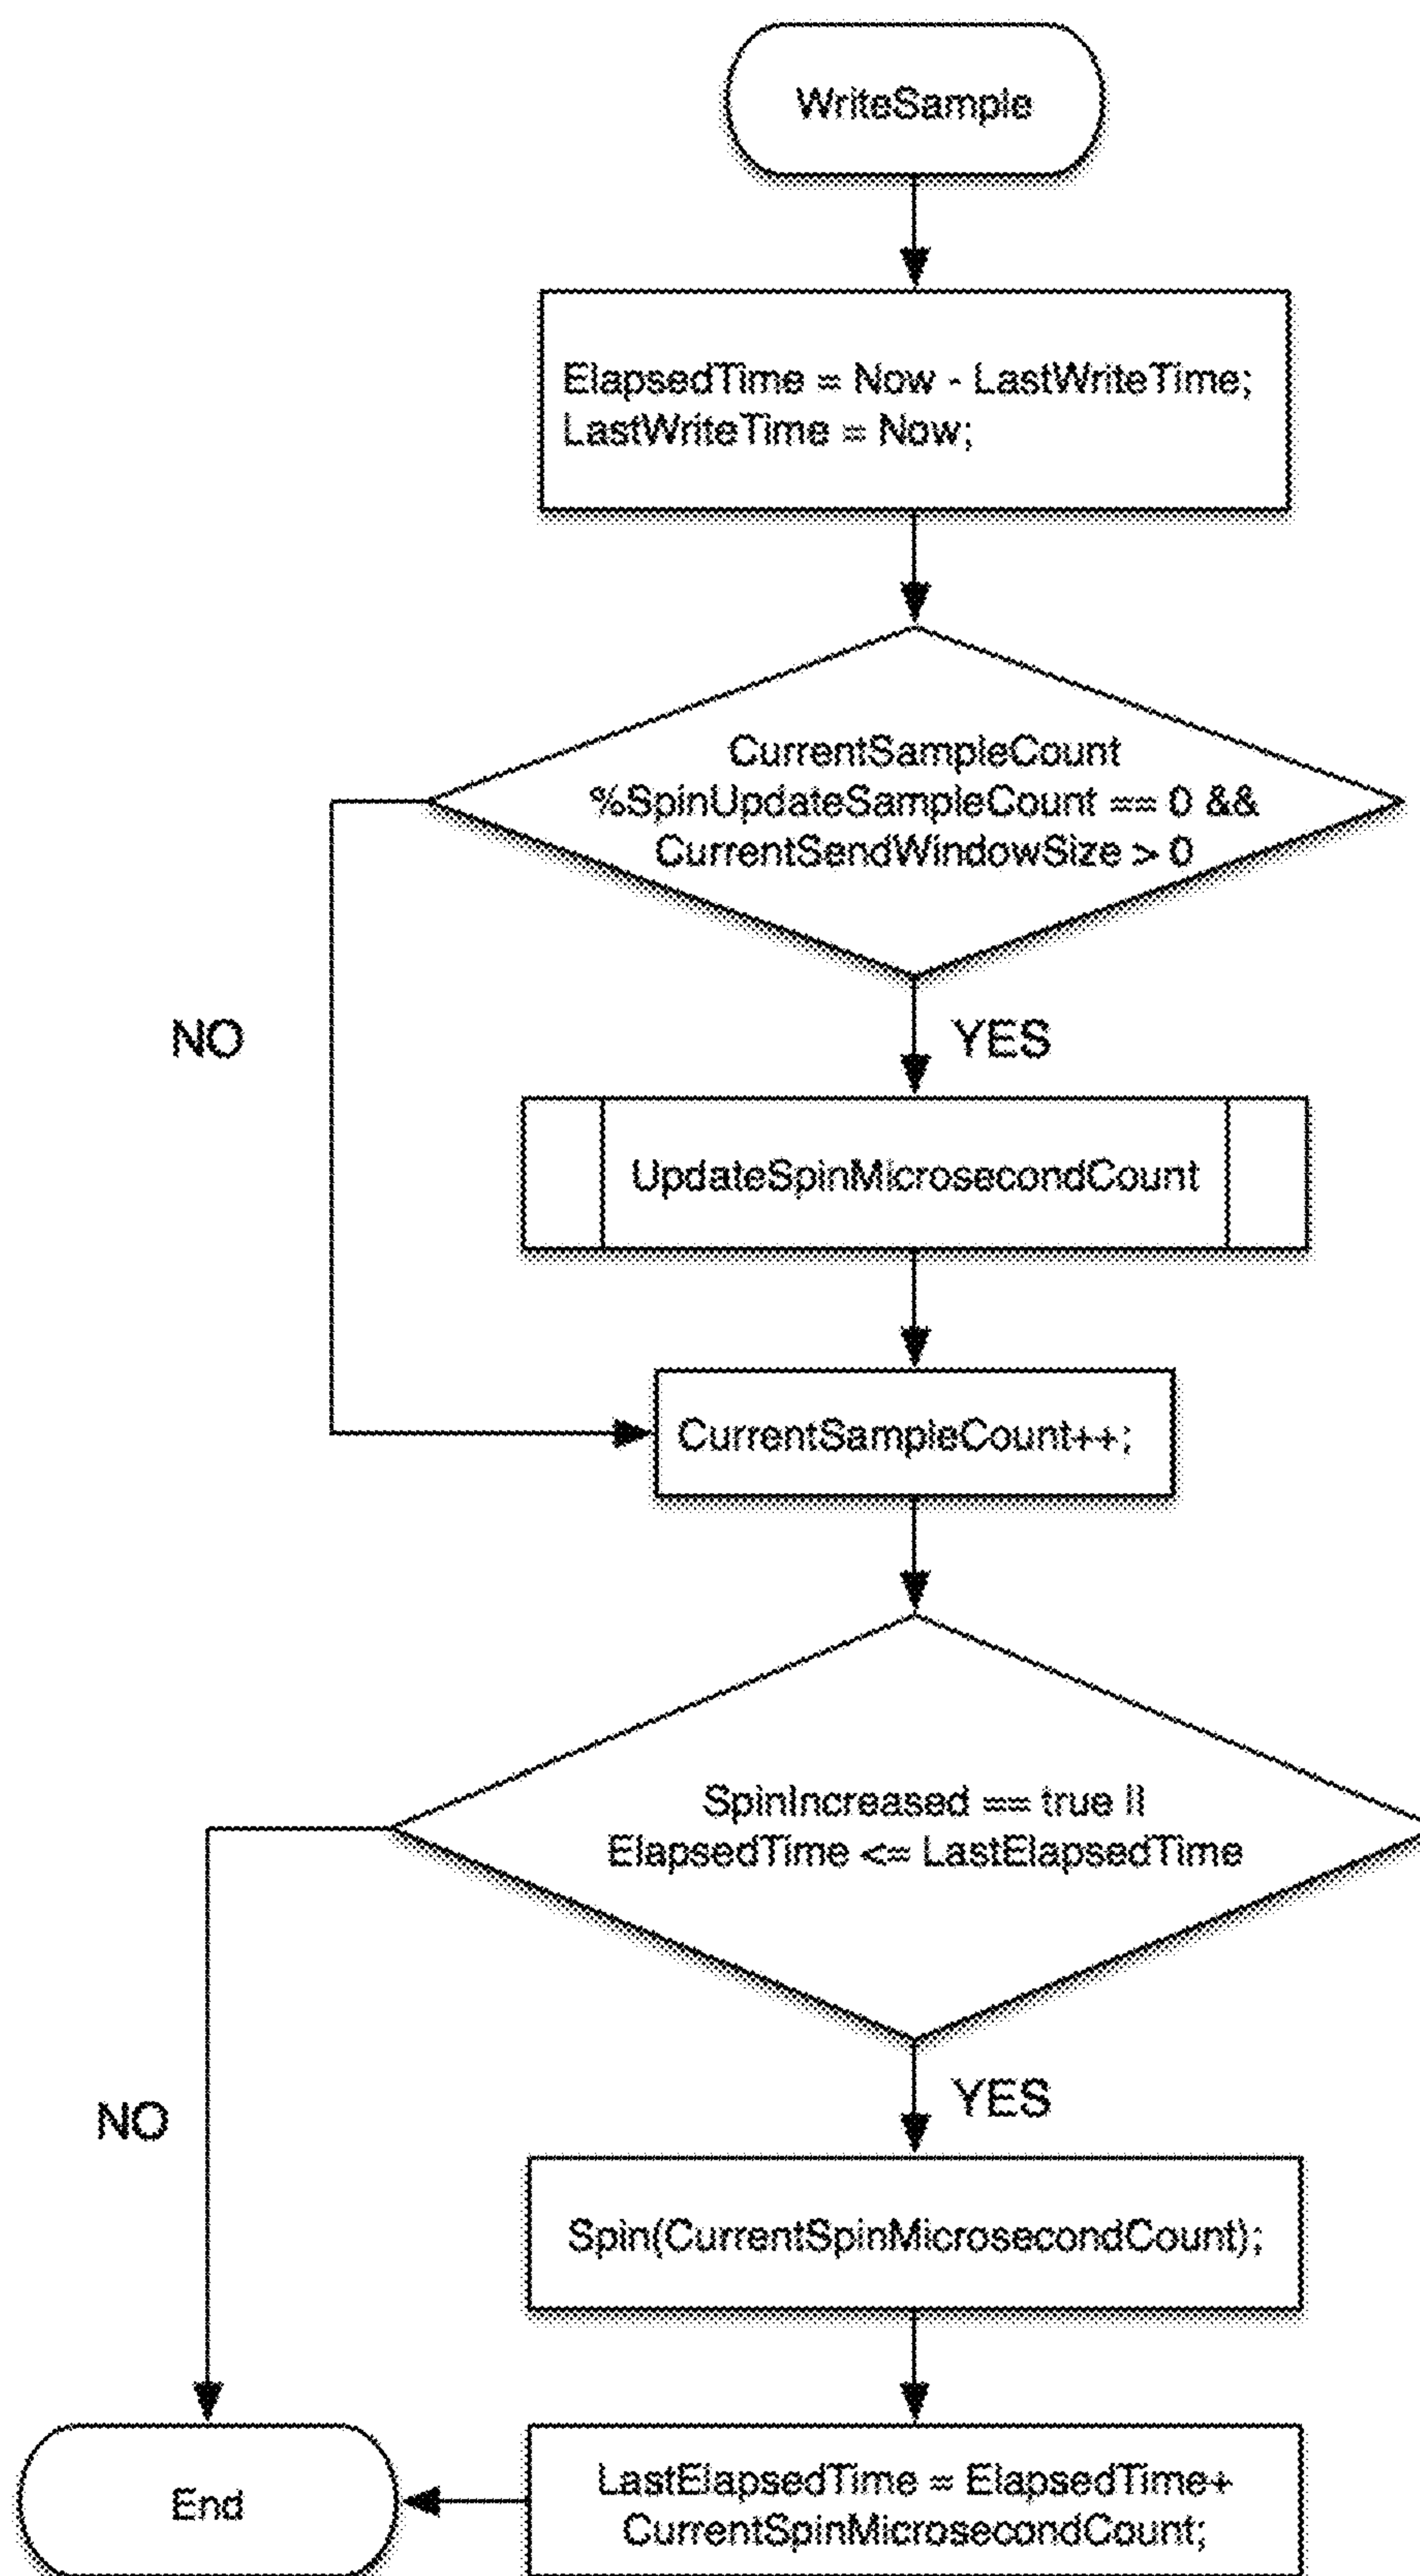 WriteSample
ElapsedTime = Now - LastWriteTime;
LastWriteTime = Now;
CurrentSampleCount
%SpinUpdateSampleCount == 0 &&
CurrentSendWindowSize > 0
NO
YES
UpdateSpinMicrosecondCount
CurrentSampleCount++;
SpinIncreased == true ||
ElapsedTime <= LastElapsedTime
NO
YES
Spin(CurrentSpinMicrosecondCount);
End
LastElapsedTime = ElapsedTime+
CurrentSpinMicrosecondCount;